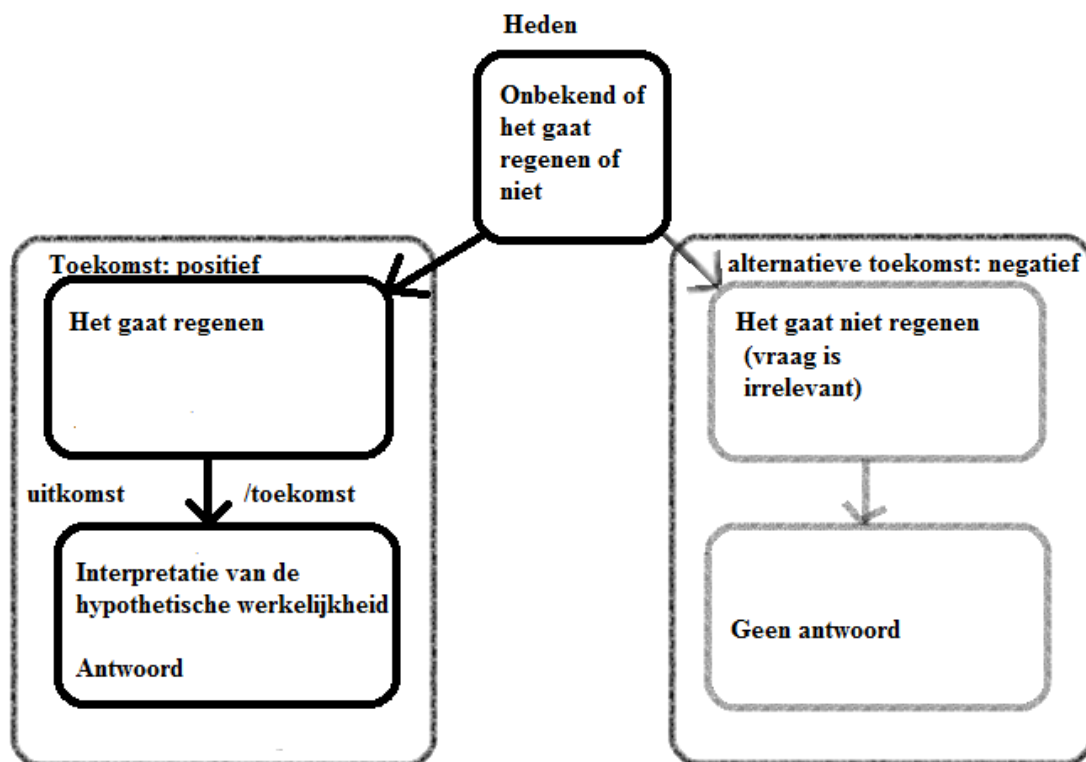 Heden
Onbekend of
het gaat
regenen of
niet
Toekomst: positief
Het gaat regenen
uitkomst /toekomst
Interpretatie van de
hypothetische werkelijkheid
Antwoord
alternatieve toekomst: negatief
Het gaat niet regenen
(vraag is
irrelevant)
Geen antwoord